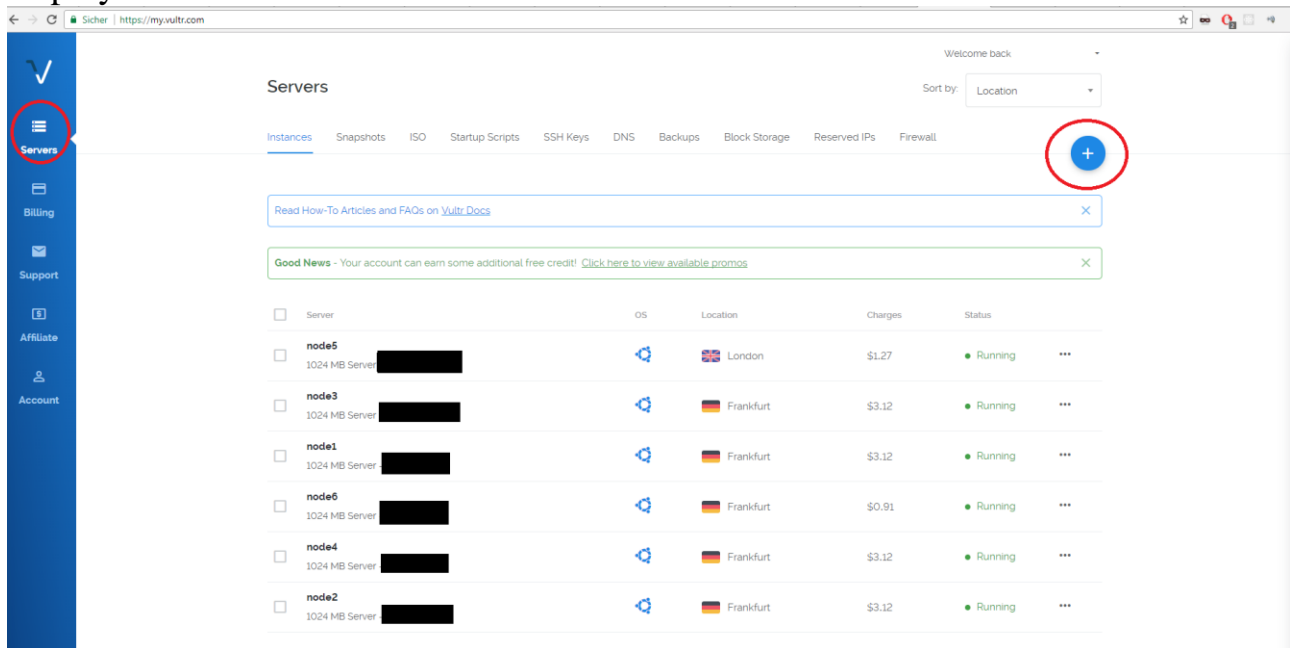 Sicher | https://my.vultr.com
Welcome back
Servers
Sort by: Location
Instances Snapshots ISO Startup Scripts SSH Keys DNS Backups Block Storage Reserved IPs Firewall
+
Servers
Billing
Support
Affiliate
Account
Read How-To Articles and FAQs on Vultr Docs
Good News - Your account can earn some additional free credit! Click here to view available promos
Server OS Location Charges Status
node5
1024 MB Server London $1.27 Running
node3
1024 MB Server Frankfurt $3.12 Running
node1
1024 MB Server - Frankfurt $3.12 Running
node6
1024 MB Server Frankfurt $0.91 Running
node4
1024 MB Server - Frankfurt $3.12 Running
node2
1024 MB Server - Frankfurt $3.12 Running